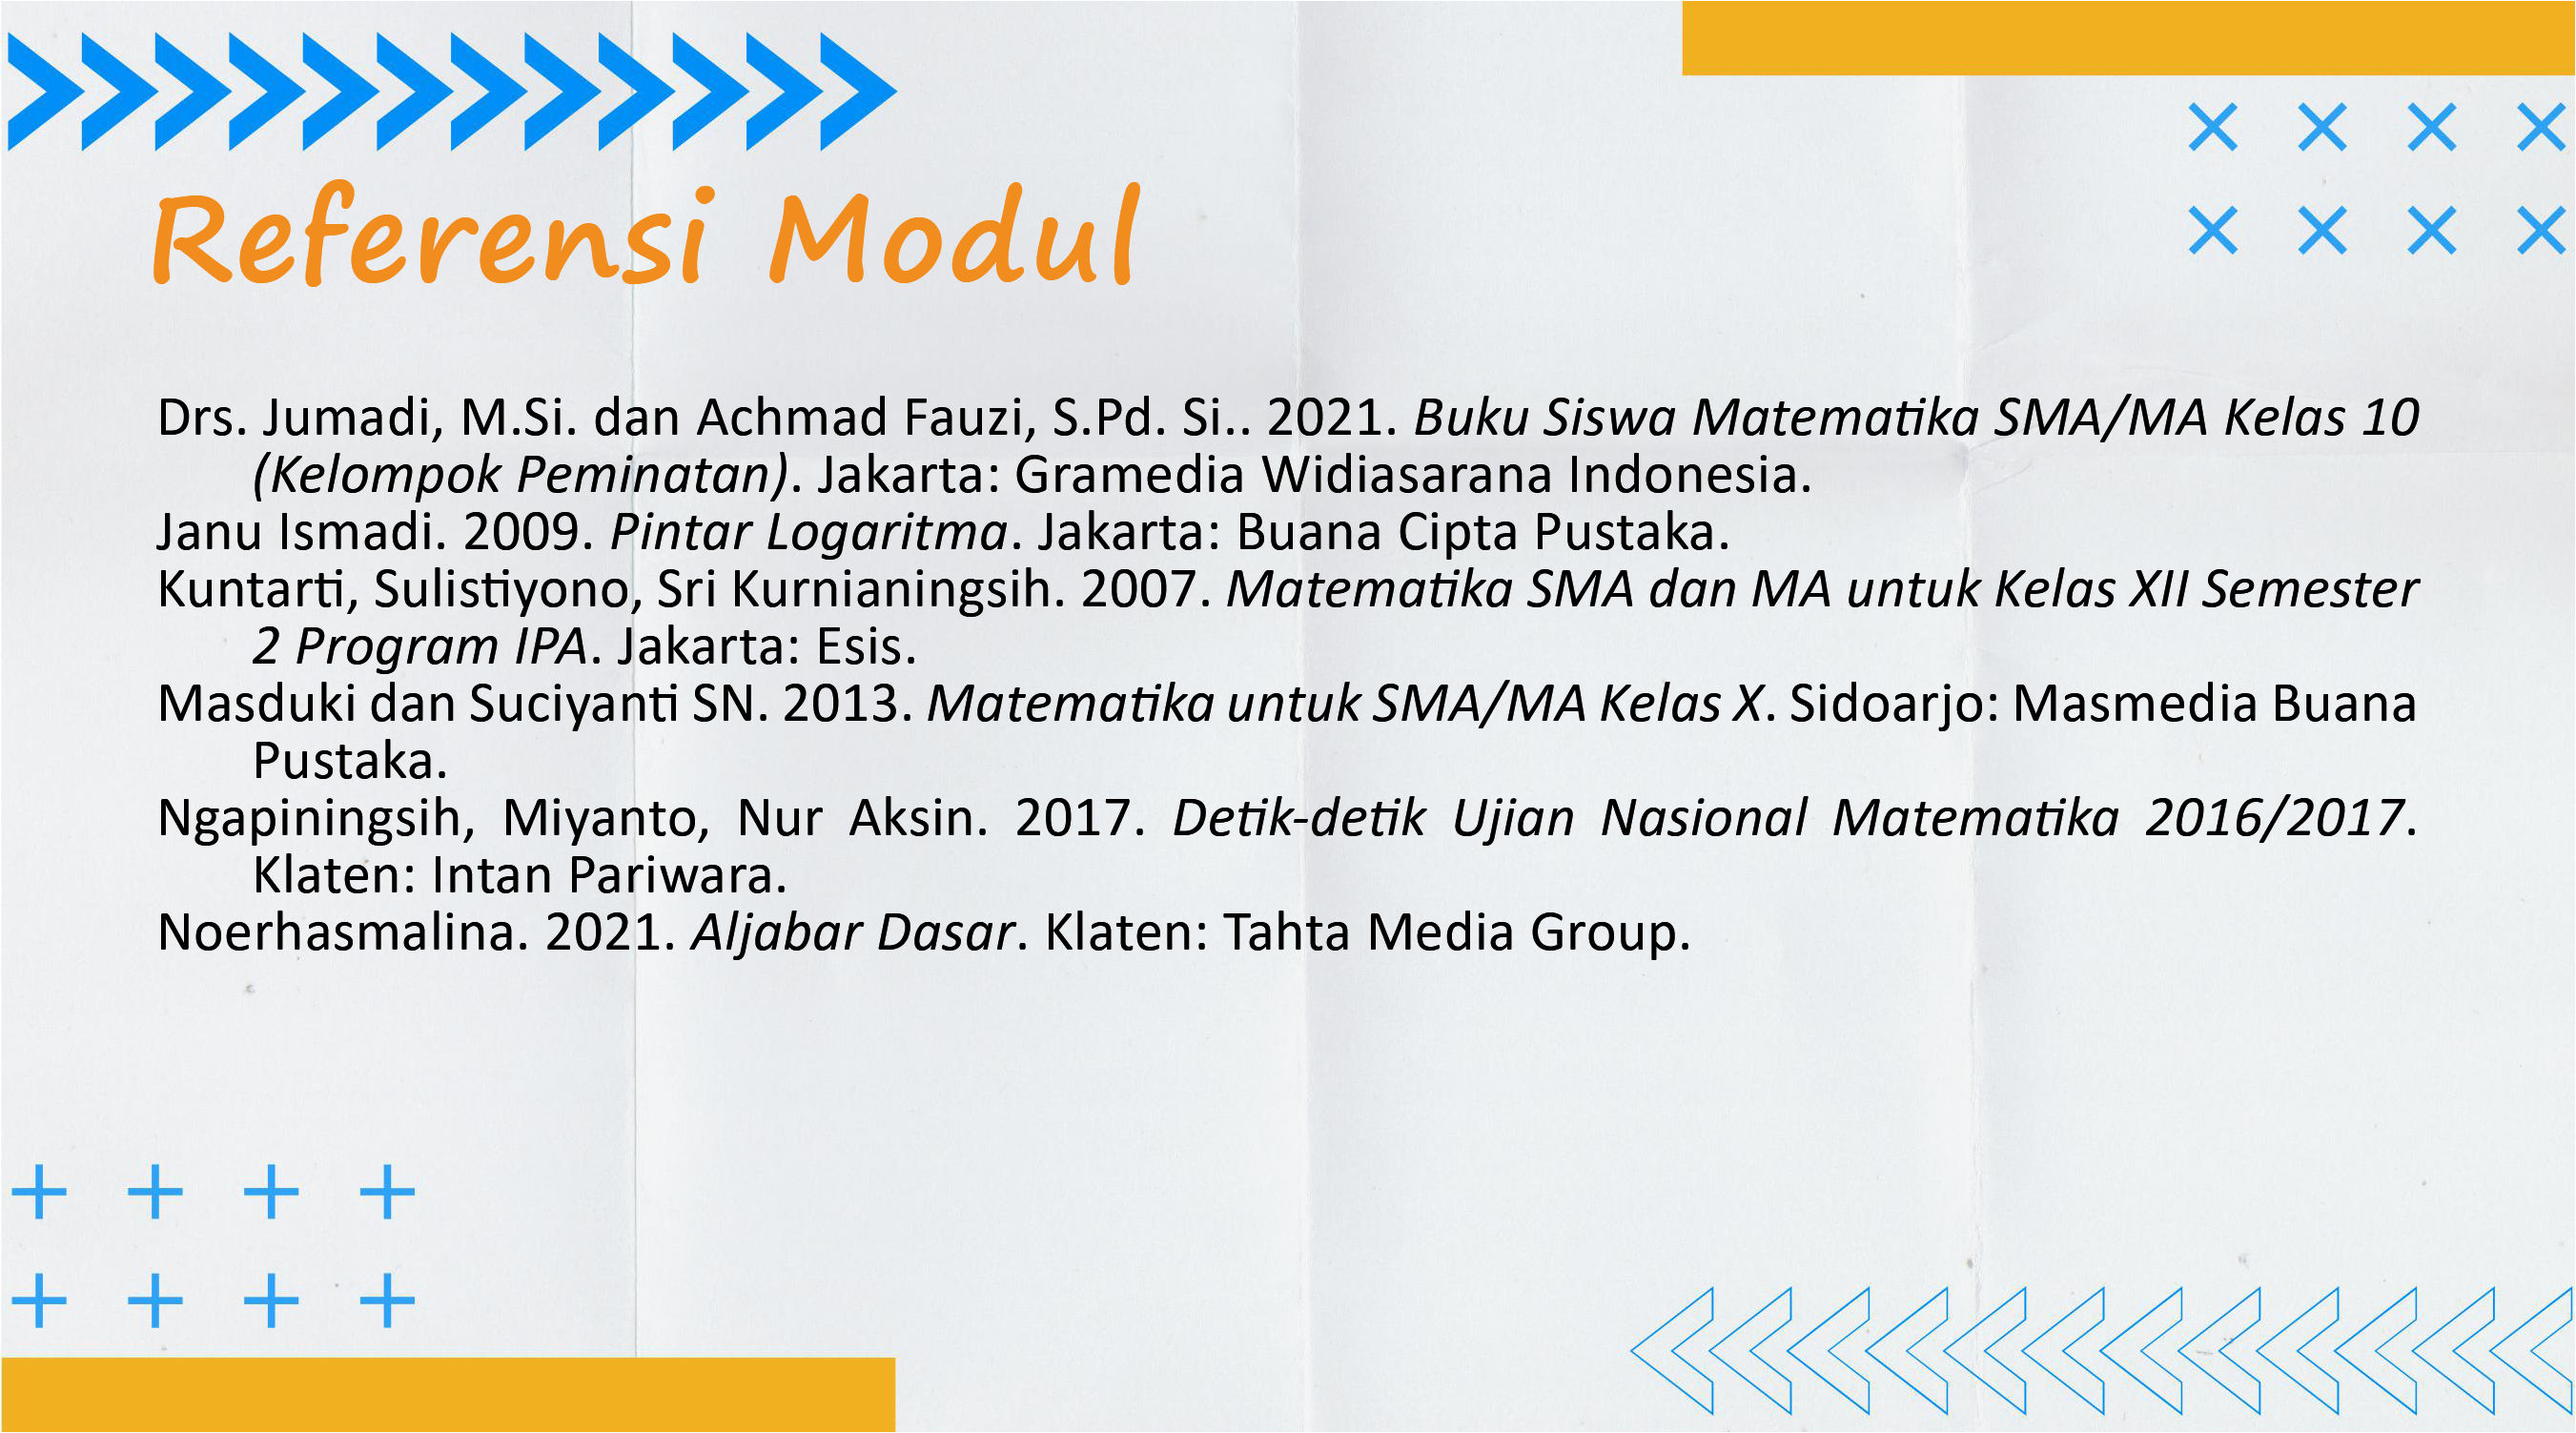 Referensi Modul
Drs. Jumadi, M.Si. dan Achmad Fauzi, S.Pd. Si.. 2021. Buku Siswa Matematika SMA/MA Kelas 10
(Kelompok Peminatan). Jakarta: Gramedia Widiasarana Indonesia.
Janu Ismadi. 2009. Pintar Logaritma. Jakarta: Buana Cipta Pustaka.
Kuntarti, Sulistiyono, Sri Kurnianingsih. 2007. Matematika SMA dan MA untuk Kelas XII Semester
2 Program IPA. Jakarta: Esis.
Masduki dan Suciyanti SN. 2013. Matematika untuk SMA/MA Kelas X. Sidoarjo: Masmedia Buana
Pustaka.
Ngapiningsih, Miyanto, Nur Aksin. 2017. Detik-detik Ujian Nasional Matematika 2016/2017.
Klaten: Intan Pariwara.
Noerhasmalina. 2021. Aljabar Dasar. Klaten: Tahta Media Group.